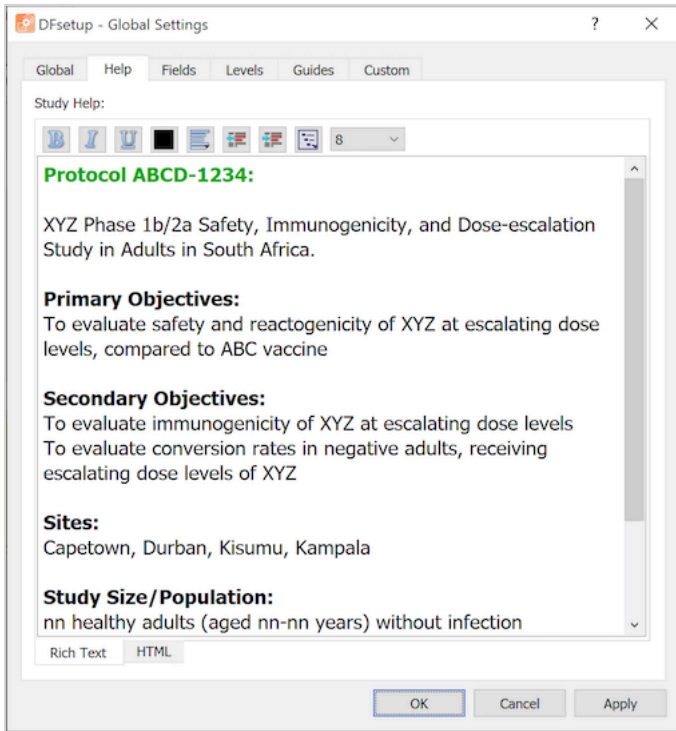 DFsetup - Global Settings
?
Global Help Fields Levels Guides Custom
Study Help:
B I U 8
Protocol ABCD-1234:
XYZ Phase 1b/2a Safety, Immunogenicity, and Dose-escalation
Study in Adults in South Africa.
Primary Objectives:
To evaluate safety and reactogenicity of XYZ at escalating dose
levels, compared to ABC vaccine
Secondary Objectives:
To evaluate immunogenicity of XYZ at escalating dose levels
To evaluate conversion rates in negative adults, receiving
escalating dose levels of XYZ
Sites:
Capetown, Durban, Kisumu, Kampala
Study Size/Population:
nn healthy adults (aged nn-nn years) without infection
Rich Text HTML
OK Cancel Apply